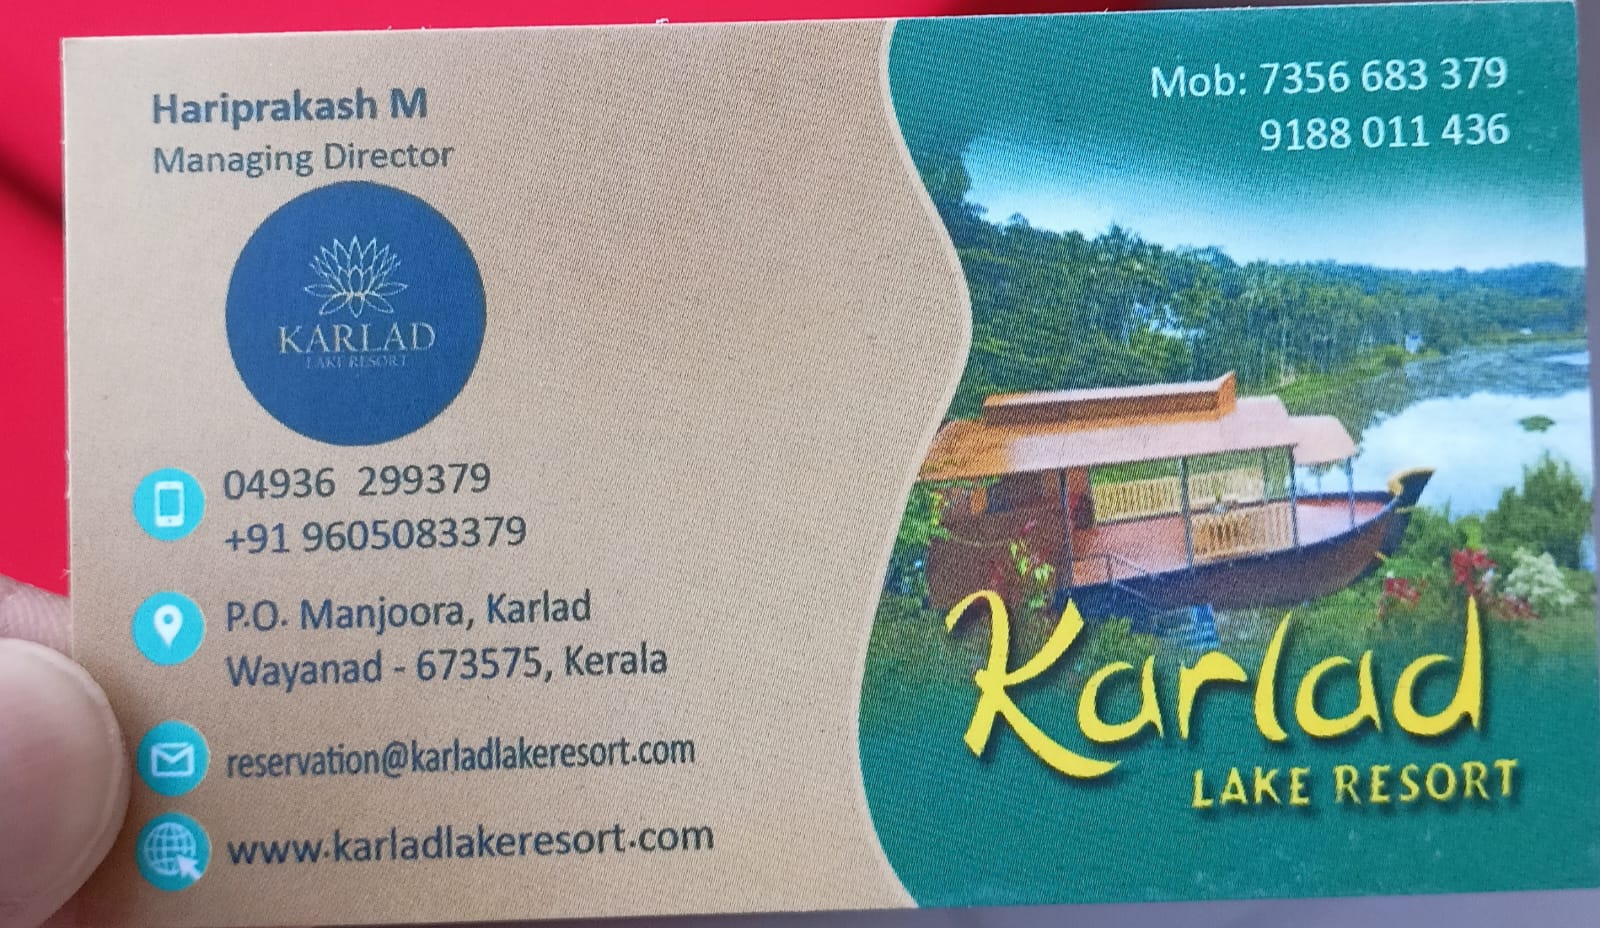 Hariprakash M
Managing Director
KARLAD
LAKE RESORT
04936 299379
+91 9605083379
P.O. Manjoora, Karlad
Wayanad - 673575, Kerala
reservation@karladlakeresort.com
www.karladlakeresort.com
Mob: 7356 683 379
9188 011 436
Karlad
LAKE RESORT